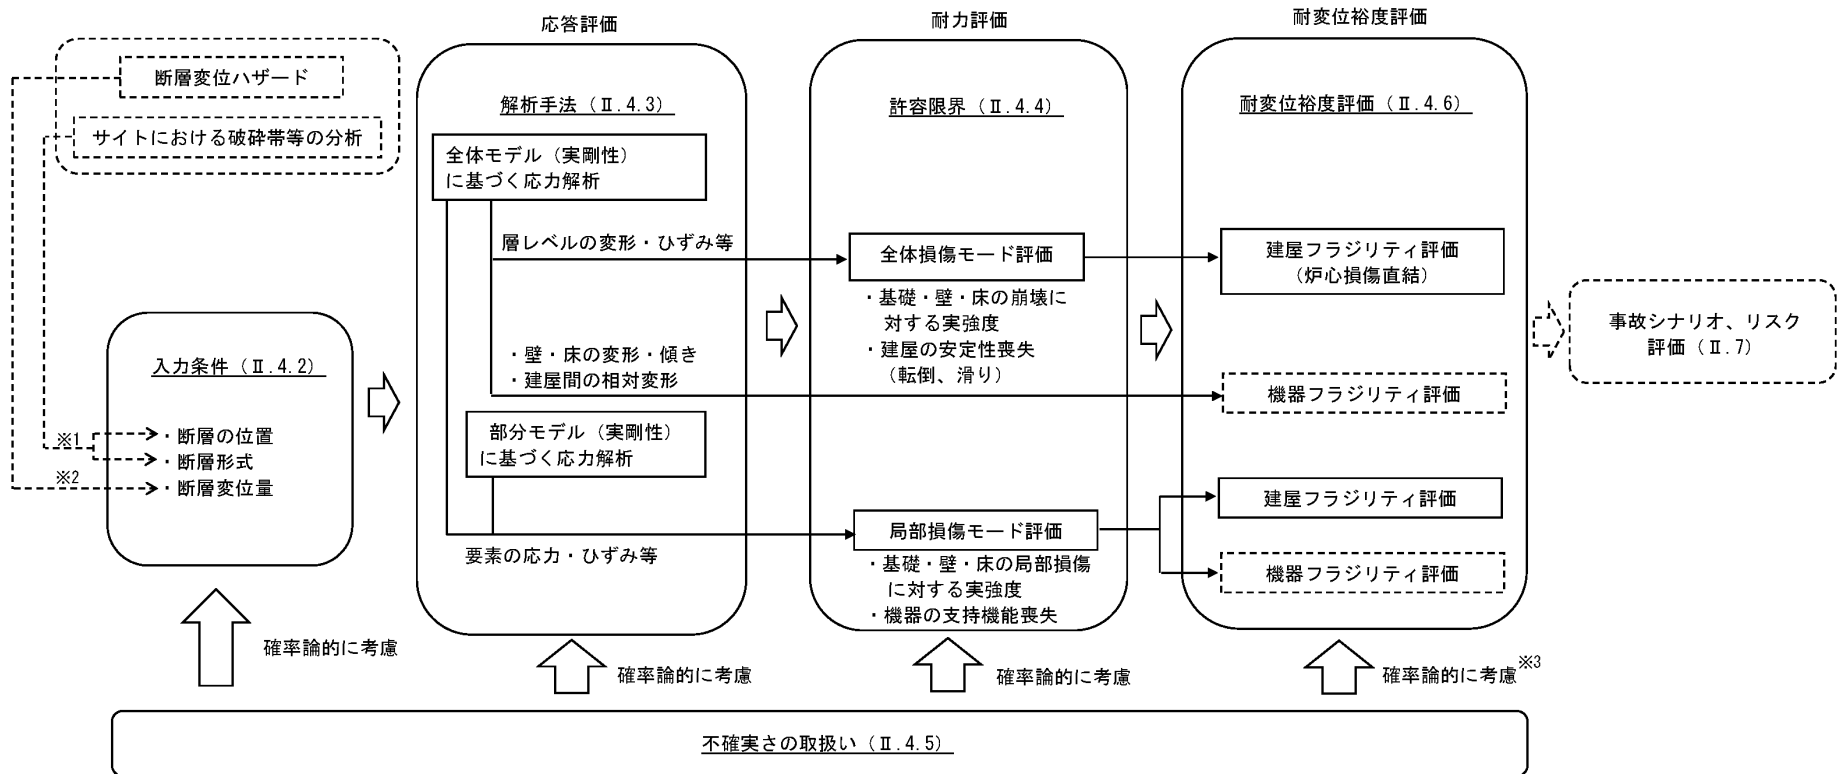 応答評価
耐力評価
耐変位裕度評価
断層変位ハザード
サイトにおける破砕帯等の分析
入力条件(Ⅱ.4.2)
※1
・断層の位置
・断層形式
※2
・断層変位量
解析手法(Ⅱ.4.3)
全体モデル(実剛性)
に基づく応力解析
層レベルの変形・ひずみ等
・壁・床の変形・傾き
・建屋間の相対変形
部分モデル(実剛性)
に基づく応力解析
要素の応力・ひずみ等
許容限界(Ⅱ.4.4)
全体損傷モード評価
・基礎・壁・床の崩壊に
対する実強度
・建屋の安定性喪失
(転倒、滑り)
局部損傷モード評価
・基礎・壁・床の局部損傷
に対する実強度
・機器の支持機能喪失
耐変位裕度評価(Ⅱ.4.6)
建屋フラジリティ評価
(炉心損傷直結)
機器フラジリティ評価
建屋フラジリティ評価
機器フラジリティ評価
事故シナリオ、リスク
評価(Ⅱ.7)
確率論的に考慮
確率論的に考慮
確率論的に考慮
確率論的に考慮※3
不確実さの取扱い(Ⅱ.4.5)